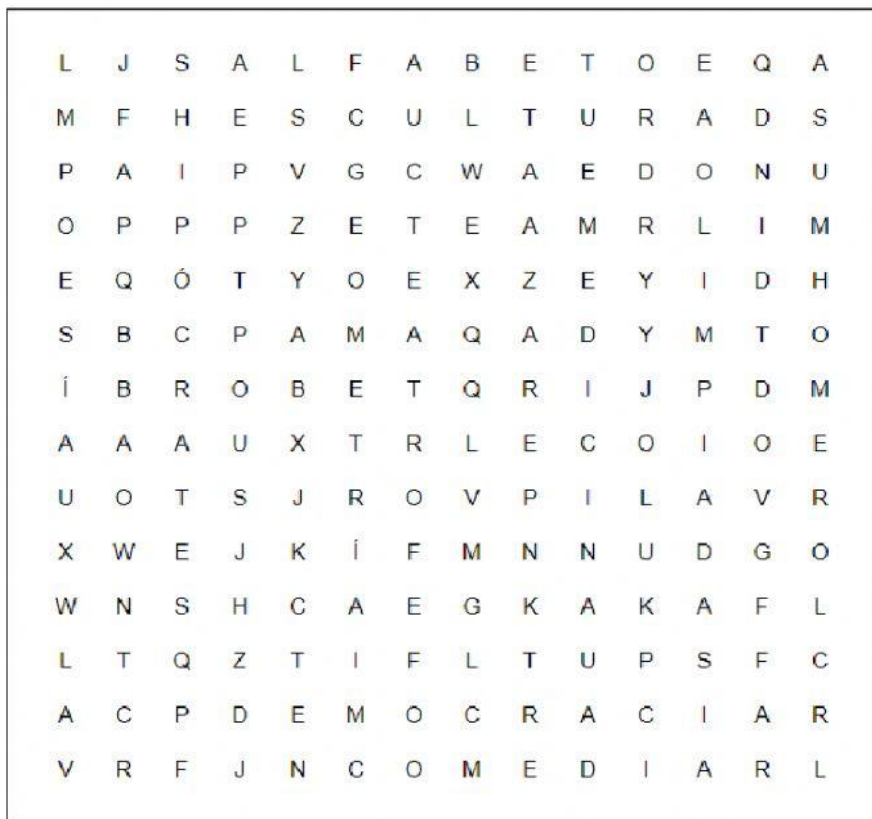 L J S A L F A B E T O E Q A
M F H E S C U L T U R A D S
P A I P V G C W A E D O N U
O P P P Z E T E A M R L I M
E Q Ó T Y O E X Z E Y I D H
S B C P A M A Q A D Y M T O
Í B R O B E T Q R I J P D M
A A A U X T R L E C O I O E
U O T S J R O V P I L A V R
X W E J K Í F M N N U D G O
W N S H C A E G K A K A F L
L T Q Z T I F L T U P S F C
A C P D E M O C R A C I A R
V R F J N C O M E D I A R L